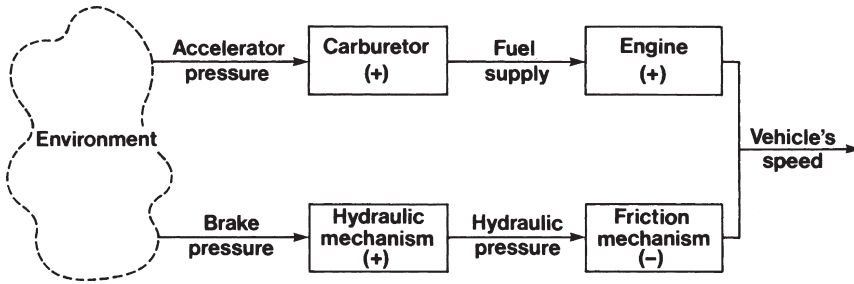 Environment
Accelerator
pressure
Carburetor
(+)
Fuel
supply
Engine
(+)
Vehicle's
speed
Brake
pressure
Hydraulic
mechanism
(+)
Hydraulic
pressure
Friction
mechanism
(−)